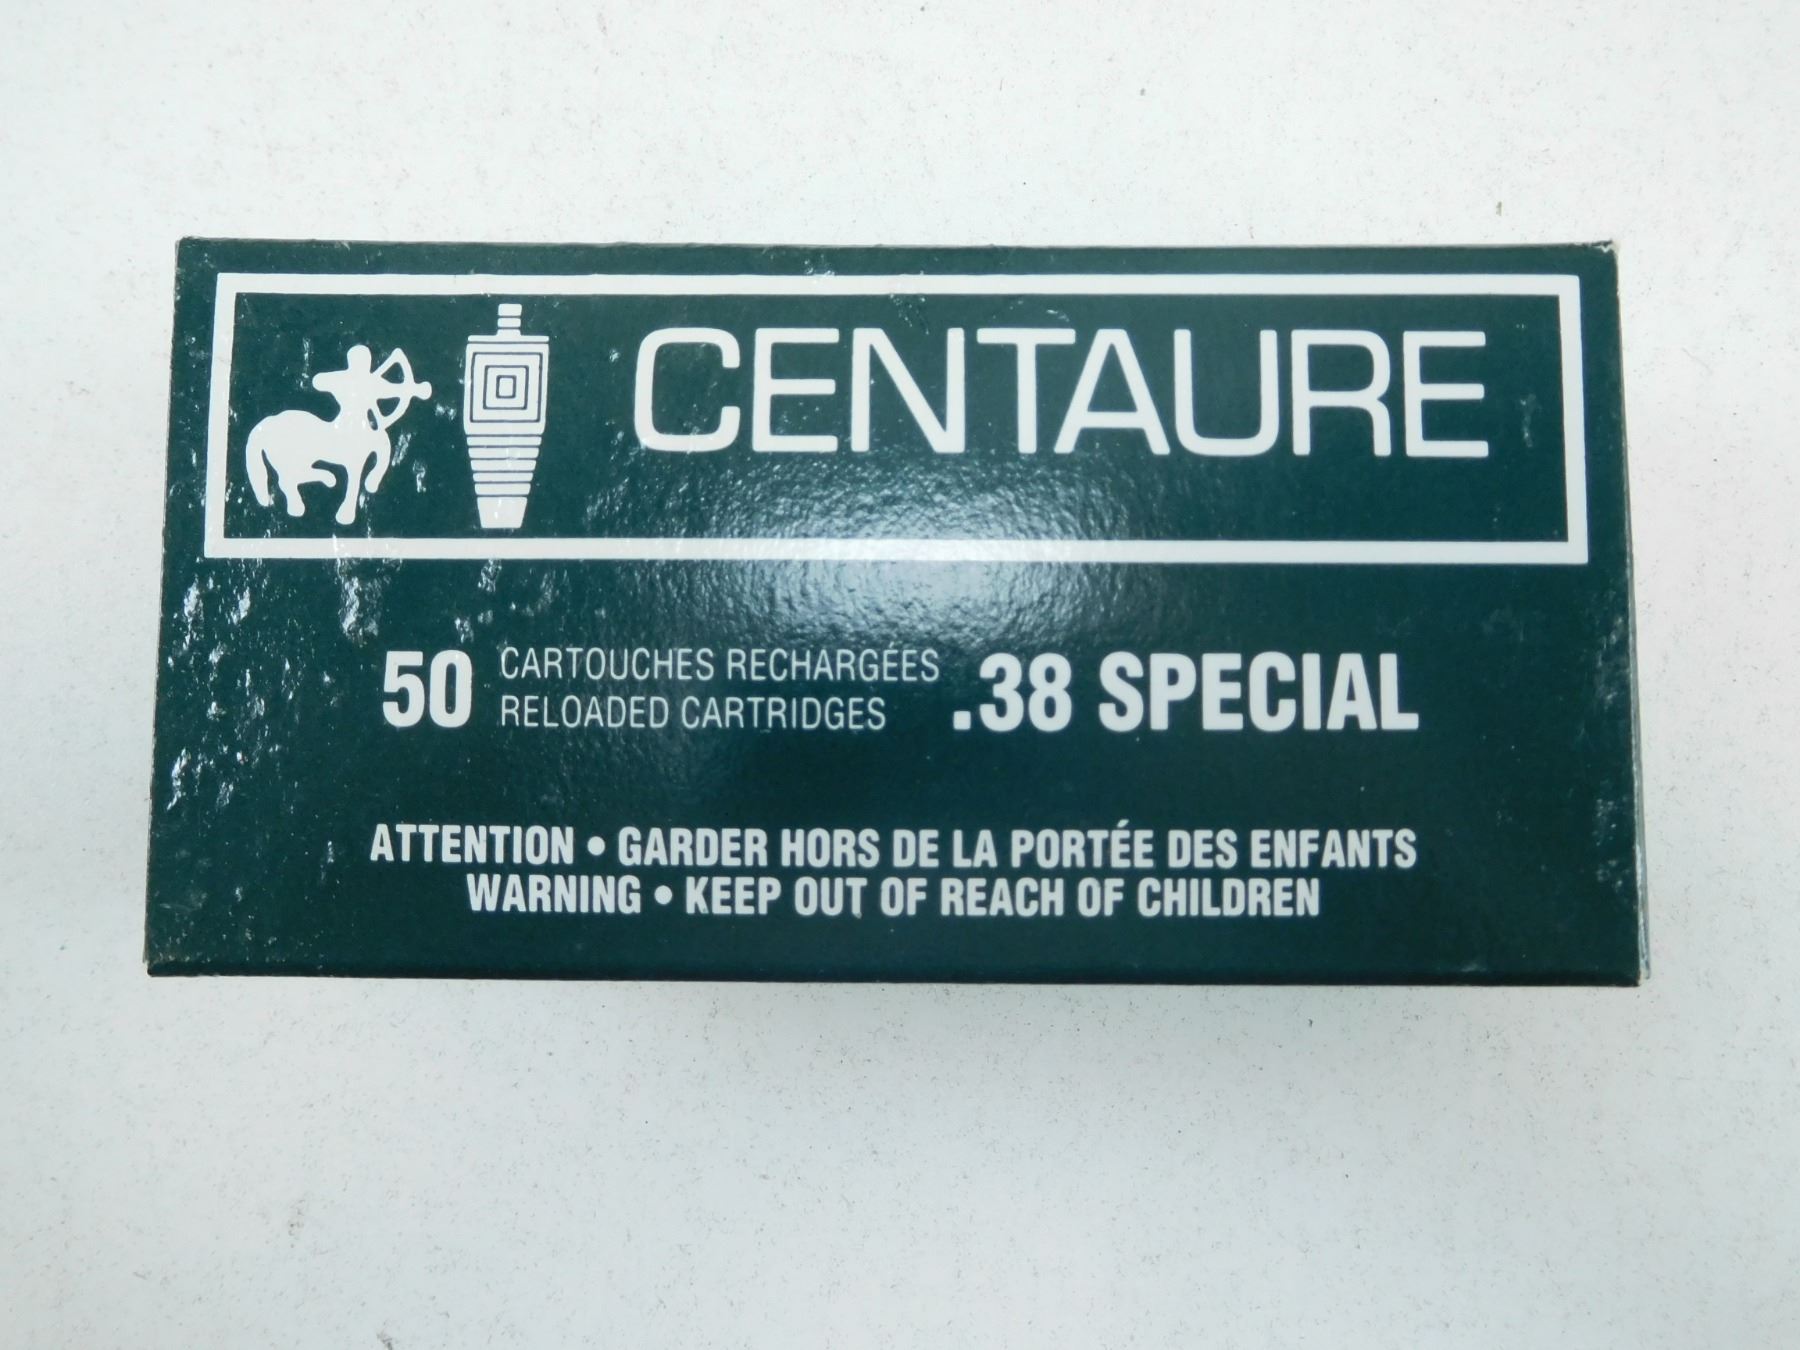 CENTAURE
50 CARTOUCHES RECHARGÉES .38 SPECIAL
RELOADED CARTRIDGES
ATTENTION • GARDER HORS DE LA PORTÉE DES ENFANTS
WARNING • KEEP OUT OF REACH OF CHILDREN